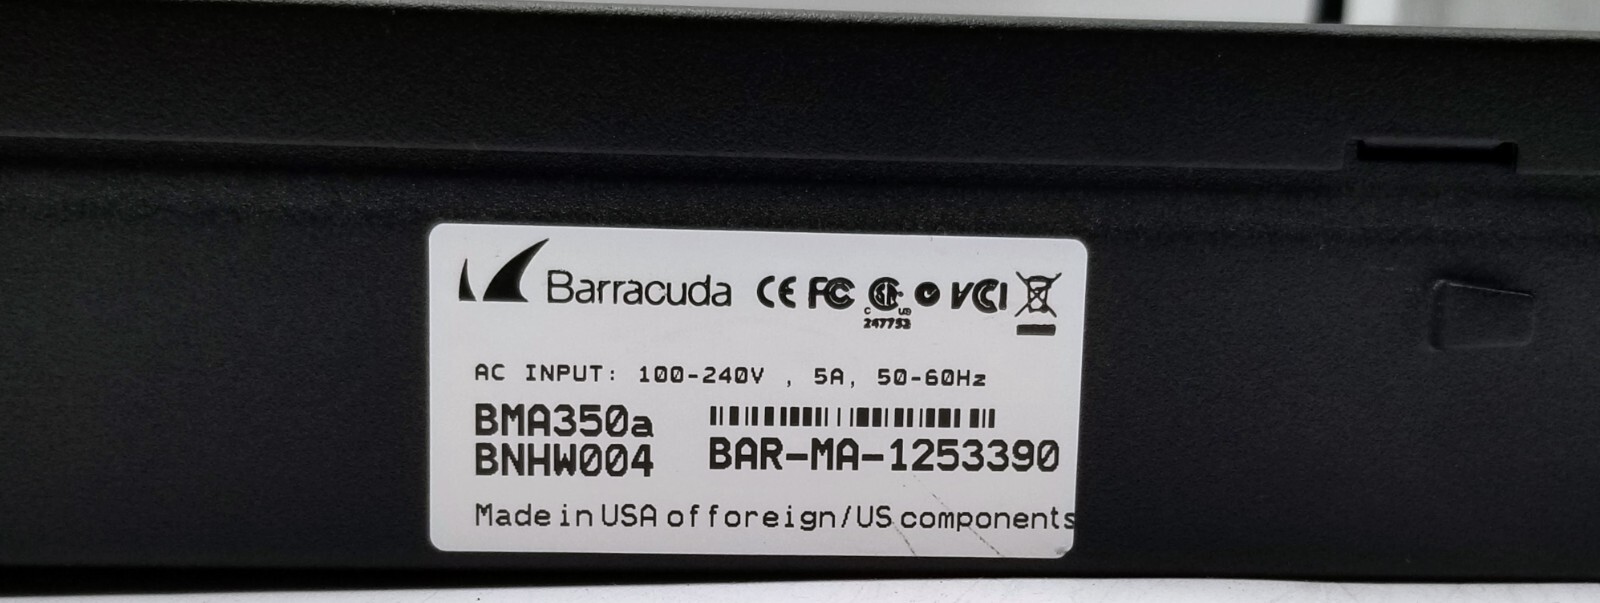 Barracuda CE FC VCI
C US
247752
AC INPUT: 100-240V , 5A, 50-60Hz
BMA350a
BNHW004
BAR-MA-1253390
Made in USA of foreign/US components